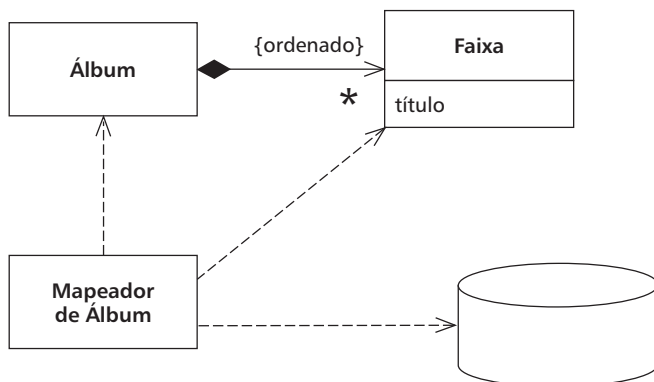 Álbum
{ordenado}
*
Faixa
título
Mapeador
de Álbum